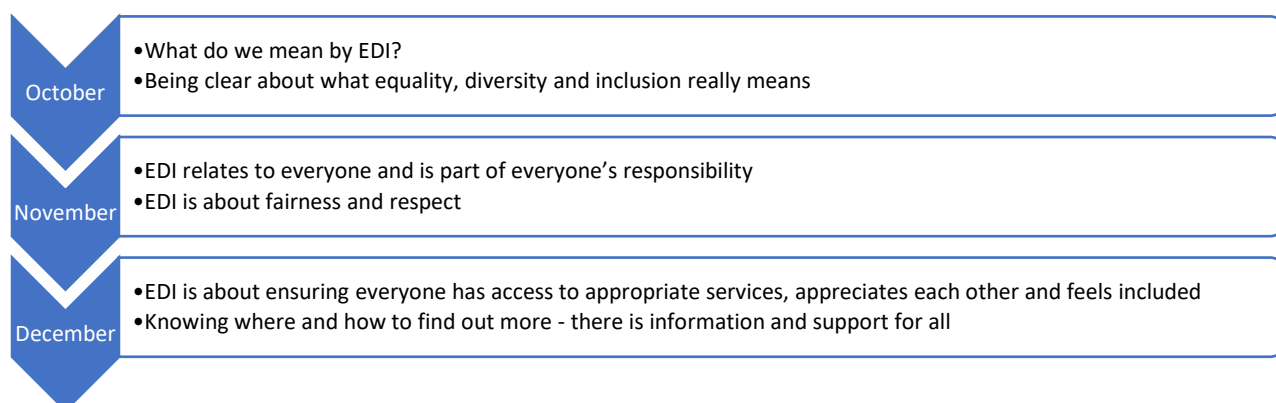 October
•What do we mean by EDI?
•Being clear about what equality, diversity and inclusion really means
November
•EDI relates to everyone and is part of everyone’s responsibility
•EDI is about fairness and respect
December
•EDI is about ensuring everyone has access to appropriate services, appreciates each other and feels included
•Knowing where and how to find out more - there is information and support for all